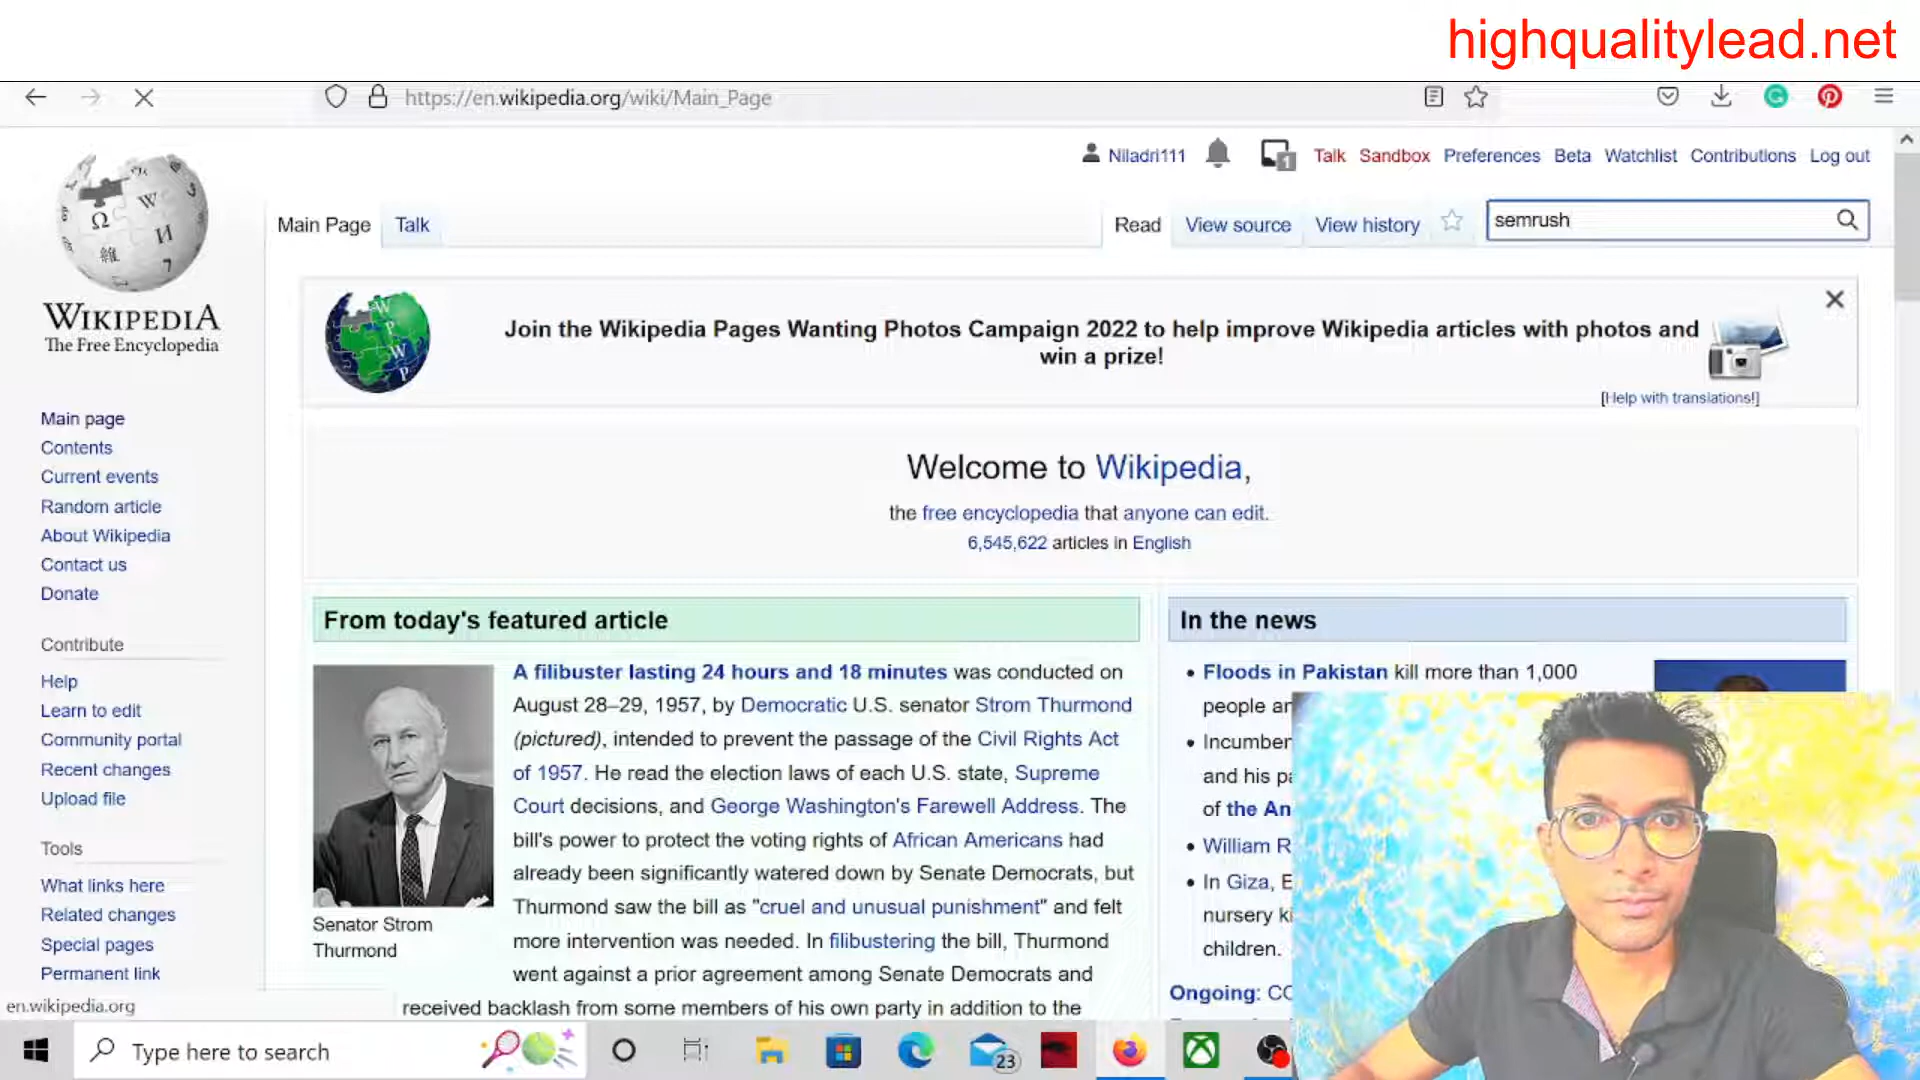 highqualitylead.net
https://en.wikipedia.org/wiki/Main_Page
Niladri111 1 Talk Sandbox Preferences Beta Watchlist Contributions Log out
Main Page Talk Read View source View history semrush
WIKIPEDIA
The Free Encyclopedia
Join the Wikipedia Pages Wanting Photos Campaign 2022 to help improve Wikipedia articles with photos and
win a prize!
[Help with translations!]
Main page
Contents
Current events
Random article
About Wikipedia
Contact us
Donate
Contribute
Help
Learn to edit
Community portal
Recent changes
Upload file
Tools
What links here
Related changes
Special pages
Permanent link
en.wikipedia.org
Welcome to Wikipedia,
the free encyclopedia that anyone can edit.
6,545,622 articles in English
From today's featured article
A filibuster lasting 24 hours and 18 minutes was conducted on
August 28–29, 1957, by Democratic U.S. senator Strom Thurmond
(pictured), intended to prevent the passage of the Civil Rights Act
of 1957. He read the election laws of each U.S. state, Supreme
Court decisions, and George Washington's Farewell Address. The
bill's power to protect the voting rights of African Americans had
already been significantly watered down by Senate Democrats, but
Thurmond saw the bill as "cruel and unusual punishment" and felt
more intervention was needed. In filibustering the bill, Thurmond
went against a prior agreement among Senate Democrats and
received backlash from some members of his own party in addition to the
Senator Strom
Thurmond
In the news
Floods in Pakistan kill more than 1,000
people
and his
of the
William
In Giza,
nursery
children.
Ongoing:
Type here to search
23